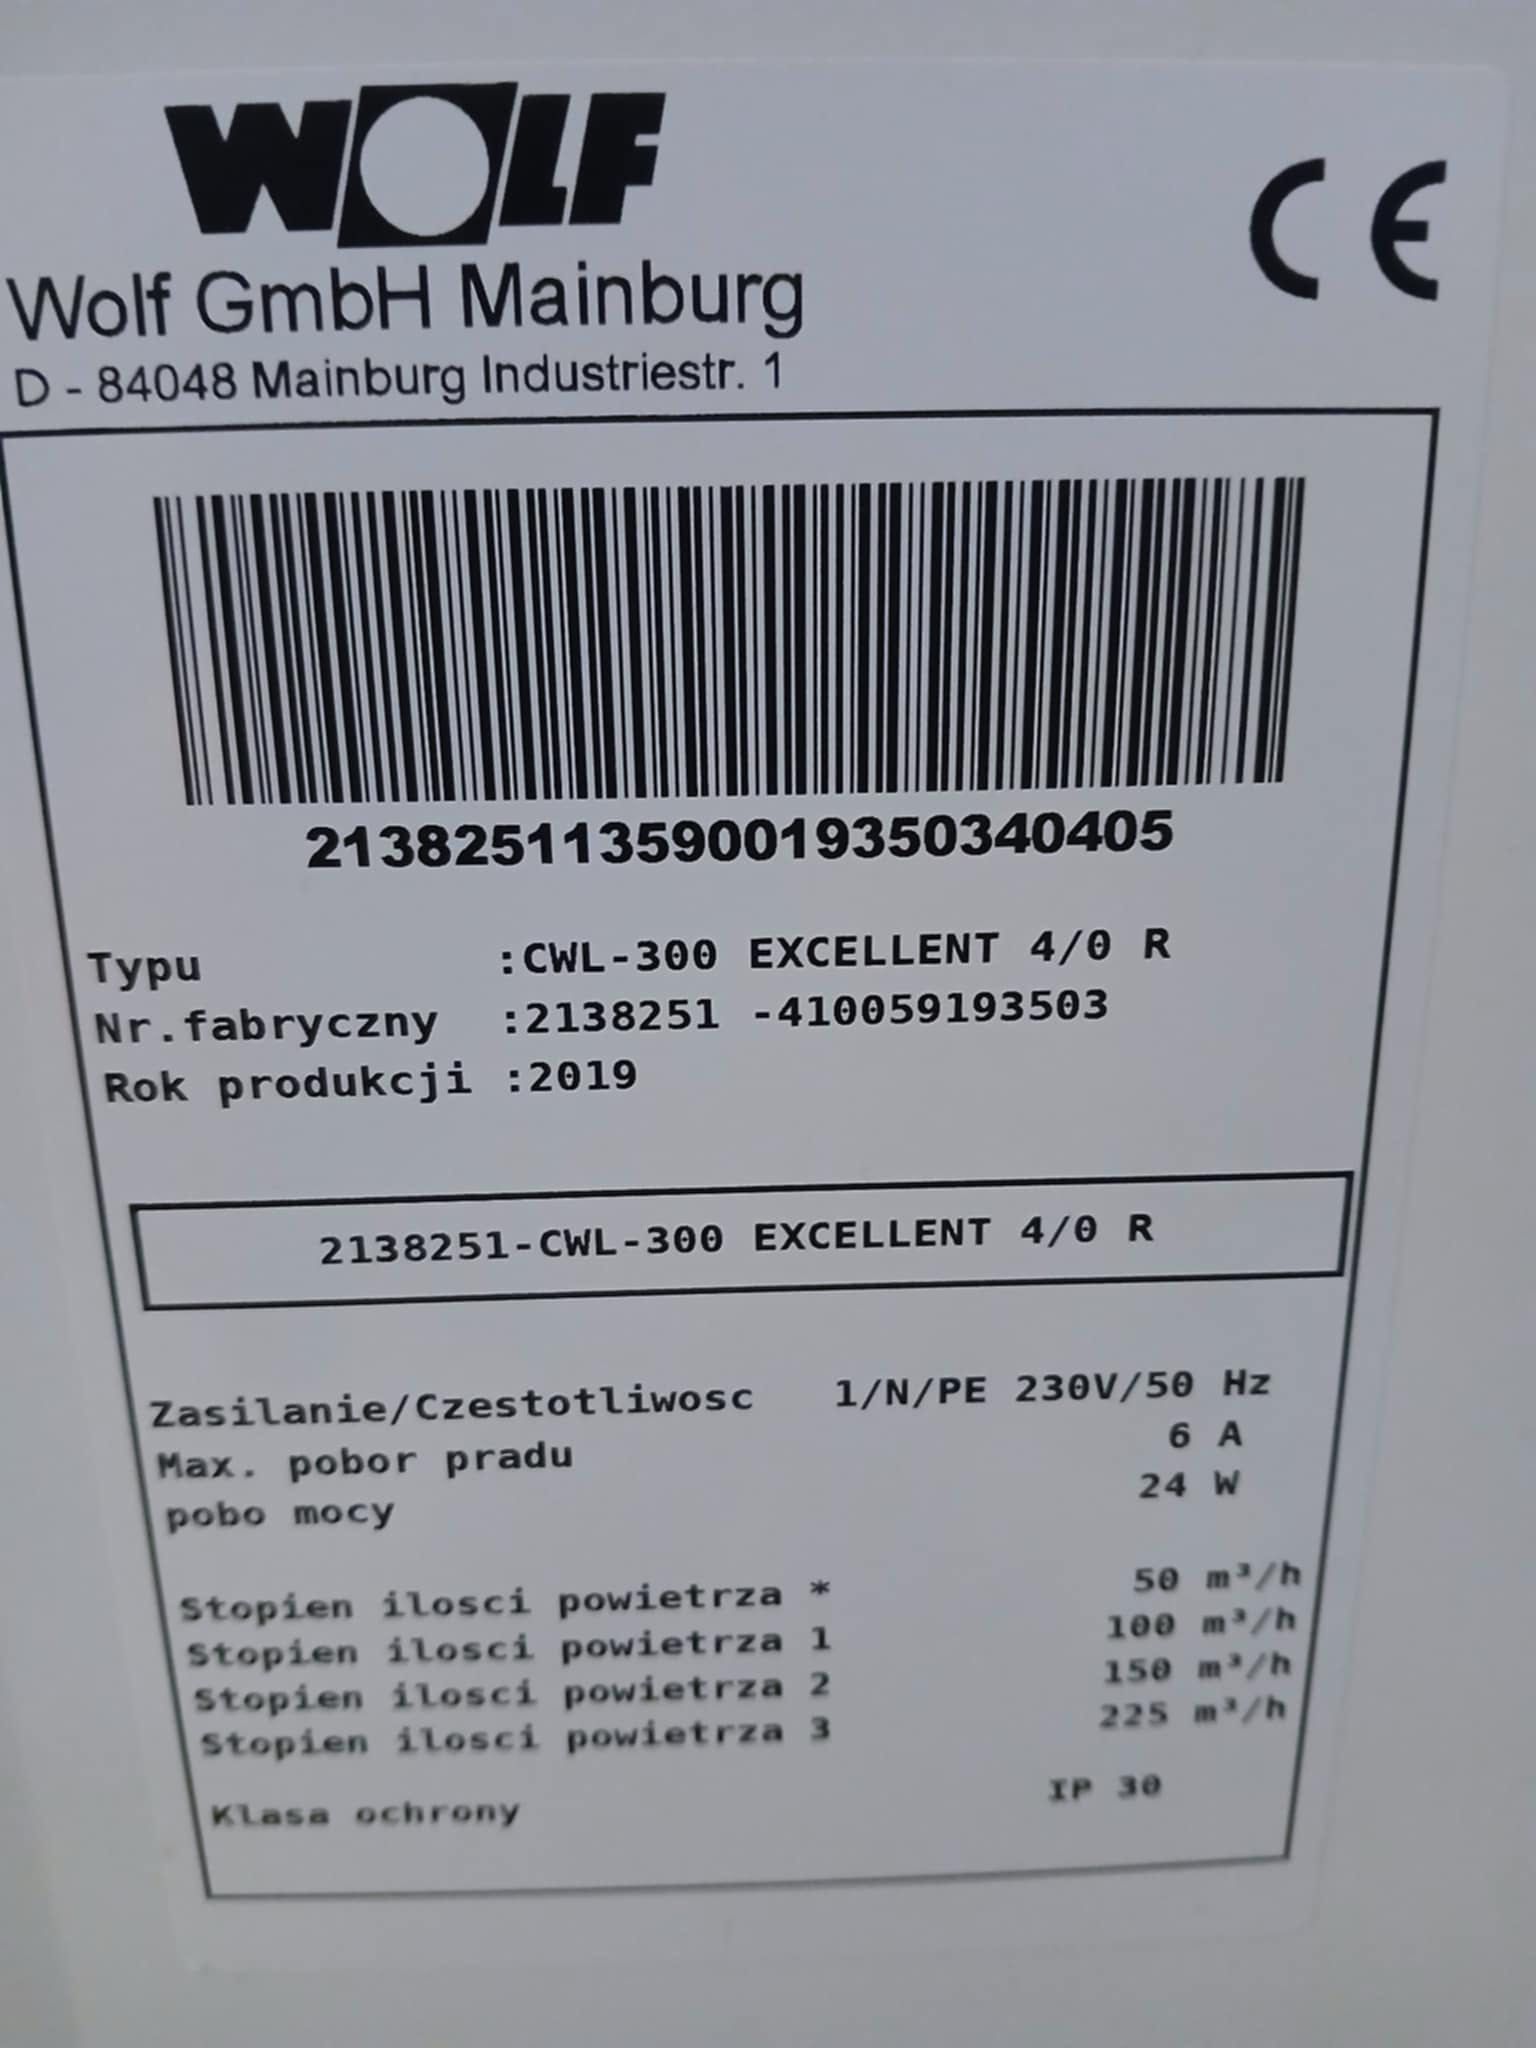 WOLF
CE
Wolf GmbH Mainburg
D - 84048 Mainburg Industriestr. 1
213825113590019350340405
Typu :CWL-300 EXCELLENT 4/0 R
Nr.fabryczny :2138251 -410059193503
Rok produkcji :2019
2138251-CWL-300 EXCELLENT 4/0 R
Zasilanie/Czestotliwosc 1/N/PE 230V/50 Hz
Max. pobor pradu 6 A
pobo mocy 24 W
Stopien ilosci powietrza * 50 m³/h
Stopien ilosci powietrza 1 100 m³/h
Stopien ilosci powietrza 2 150 m³/h
Stopien ilosci powietrza 3 225 m³/h
Klasa ochrony IP 30